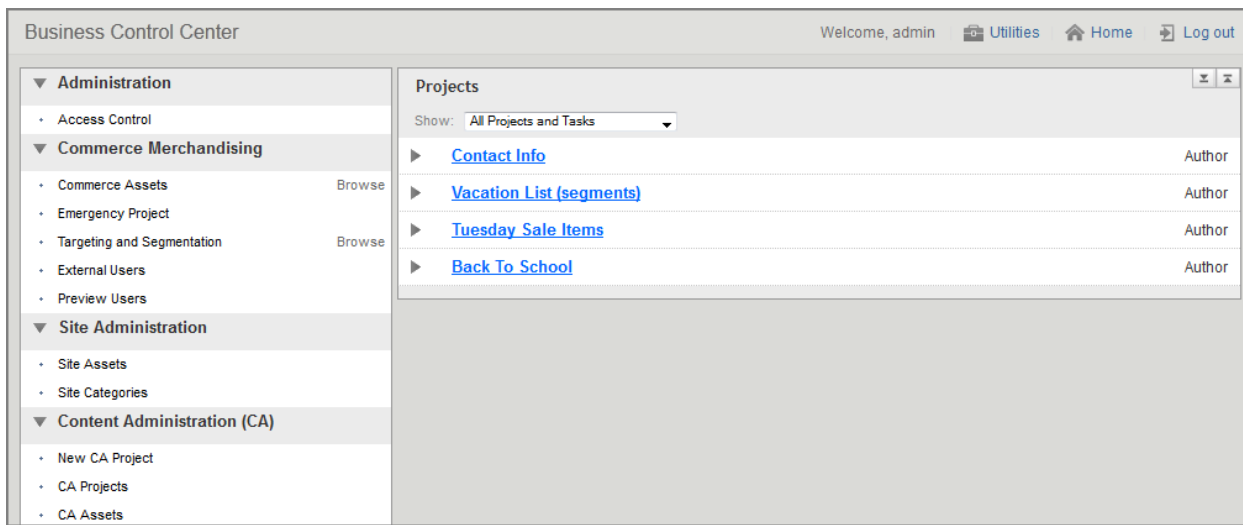 Business Control Center
Welcome, admin Utilities Home Log out
Administration
Access Control
Commerce Merchandising
Commerce Assets Browse
Emergency Project
Targeting and Segmentation Browse
External Users
Preview Users
Site Administration
Site Assets
Site Categories
Content Administration (CA)
New CA Project
CA Projects
CA Assets
Projects
Show: All Projects and Tasks
Contact Info Author
Vacation List (segments) Author
Tuesday Sale Items Author
Back To School Author